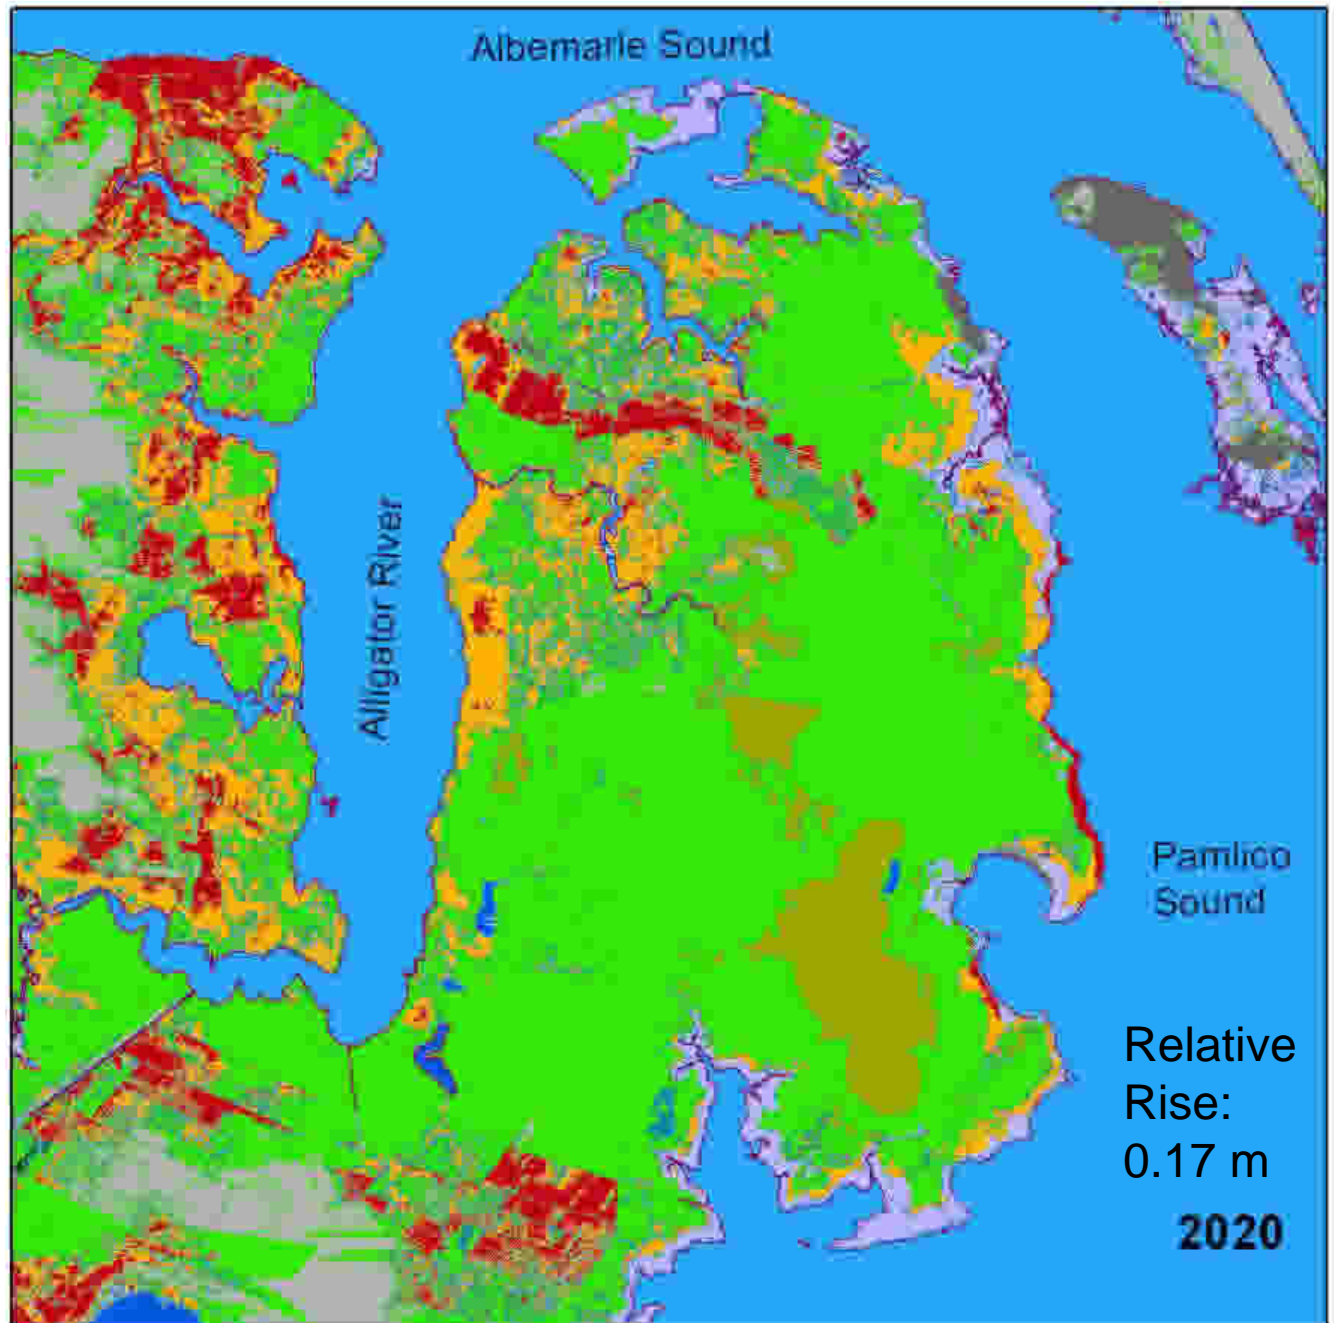 Albemarle Sound
Alligator River
Pamlico
Sound
Relative
Rise:
0.17 m
2020